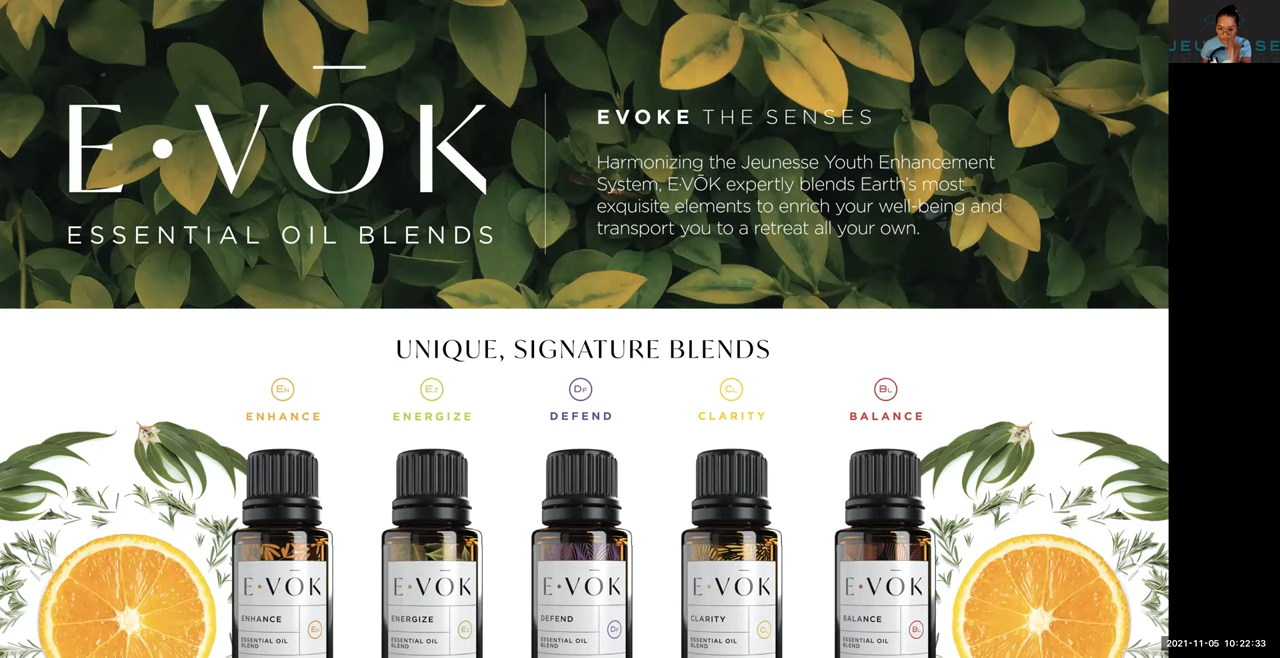 E·VŌK
ESSENTIAL OIL BLENDS
EVOKE THE SENSES
Harmonizing the Jeunesse Youth Enhancement
System, E·VŌK expertly blends Earth's most
exquisite elements to enrich your well-being and
transport you to a retreat all your own.
UNIQUE, SIGNATURE BLENDS
EN
EZ
DF
CL
BL
ENHANCE
ENERGIZE
DEFEND
CLARITY
BALANCE
E·VŌK
ENHANCE
EN
ESSENTIAL OIL
BLEND
E·VŌK
ENERGIZE
EZ
ESSENTIAL OIL
BLEND
E·VŌK
DEFEND
DF
ESSENTIAL OIL
BLEND
E·VŌK
CLARITY
CL
ESSENTIAL OIL
BLEND
E·VŌK
BALANCE
BL
ESSENTIAL OIL
BLEND
2021-11-05 10:22:33